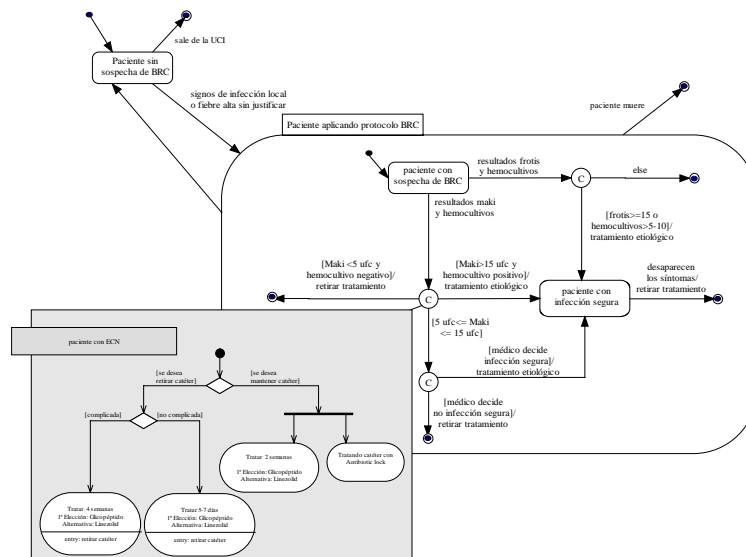 sale de la UCI
Paciente sin
sospecha de BRC
signos de infección local
o fiebre alta sin justificar
paciente muere
Paciente aplicando protocolo BRC
paciente con
sospecha de BRC
resultados frotis
y hemocultivos
C
else
resultados maki
y hemocultivos
[frotis>=15 o
hemocultivos>5-10]/
tratamiento etiológico
[Maki <5 ufc y
hemocultivo negativo]/
retirar tratamiento
[Maki>15 ufc y
hemocultivo positivo]/
tratamiento etiológico
C
paciente con
infección segura
desaparecen
los síntomas/
retirar tratamiento
[5 ufc<= Maki
<= 15 ufc]
[médico decide
infección segura]/
tratamiento etiológico
C
[médico decide
no infección segura]/
retirar tratamiento
paciente con ECN
[se desea
retirar catéter]
[se desea
mantener catéter]
[complicada]
[no complicada]
Tratar 2 semanas
1ª Elección: Glicopéptido
Alternativa: Linezolid
Tratando catéter con
Antibiotic lock
Tratar 4 semanas
1ª Elección: Glicopéptido
Alternativa: Linezolid
entry: retirar catéter
Tratar 5-7 días
1ª Elección: Glicopéptido
Alternativa: Linezolid
entry: retirar catéter